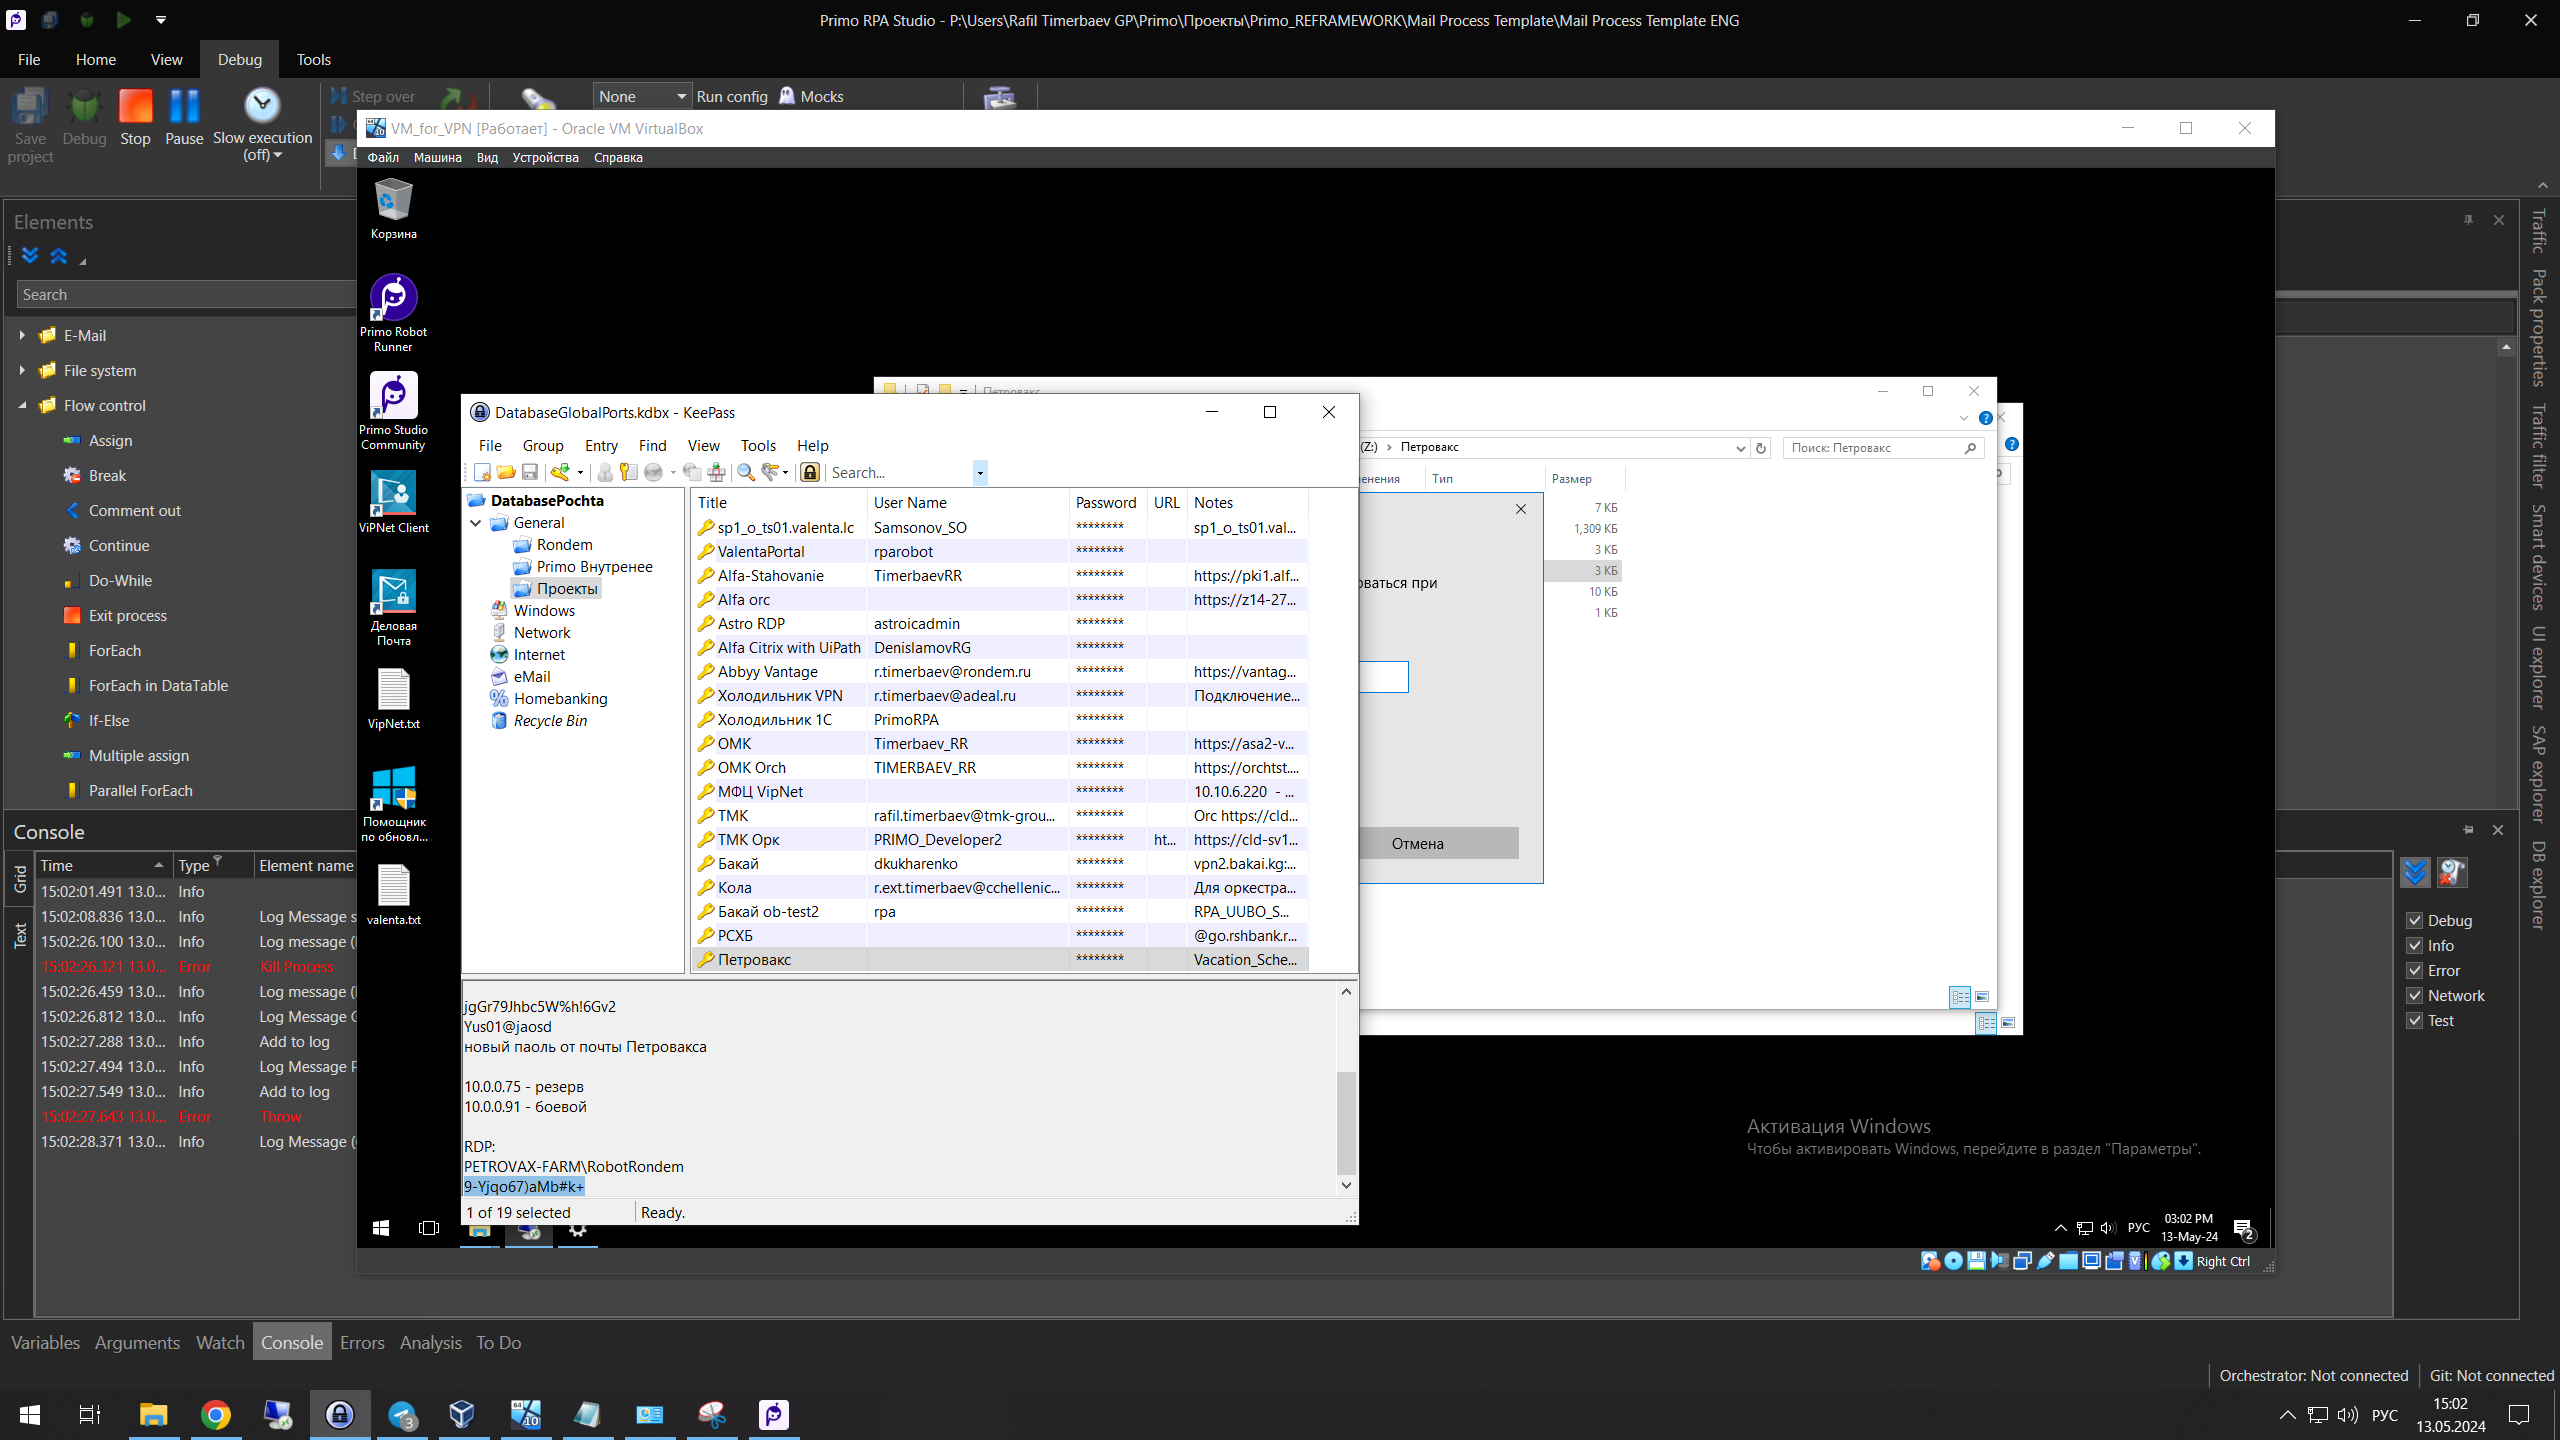 Primo RPA Studio - P:\Users\Rafil Timerbaev GP\Primo\Проекты\Primo_REFRAMEWORK\Mail Process Template\Mail Process Template ENG
File Home View Debug Tools
Step over
None Run config Mocks
Save project
Debug
Stop
Pause
Slow execution (off)
VM_for_VPN [Работает] - Oracle VM VirtualBox
Файл Машина Вид Устройства Справка
Elements
Search
E-Mail
File system
Flow control
Assign
Break
Comment out
Continue
Do-While
Exit process
ForEach
ForEach in DataTable
If-Else
Multiple assign
Parallel ForEach
Корзина
Primo Robot Runner
Primo Studio Community
ViPNet Client
Деловая Почта
VipNet.txt
Помощник по обновл...
valenta.txt
Петровакс
(Z:) › Петровакс
Поиск: Петровакс
Тип
Размер
7 КБ
1,309 КБ
3 КБ
3 КБ
10 КБ
1 КБ
Отмена
DatabaseGlobalPorts.kdbx - KeePass
File Group Entry Find View Tools Help
Search...
DatabasePochta
General
Rondem
Primo Внутренее
Проекты
Windows
Network
Internet
eMail
Homebanking
Recycle Bin
Title User Name Password URL Notes
sp1_o_ts01.valenta.lc Samsonov_SO ******** sp1_o_ts01.val...
ValentaPortal rparobot ********
Alfa-Stahovanie TimerbaevRR ******** https://pki1.alf...
Alfa orc ******** https://z14-27...
Astro RDP astroicadmin ********
Alfa Citrix with UiPath DenislamovRG ********
Abbyy Vantage r.timerbaev@rondem.ru ******** https://vantag...
Холодильник VPN r.timerbaev@adeal.ru ******** Подключение...
Холодильник 1С PrimoRPA ********
ОМК Timerbaev_RR ******** https://asa2-v...
ОМК Orch TIMERBAEV_RR ******** https://orchtst....
МФЦ VipNet ******** 10.10.6.220 - ...
ТМК rafil.timerbaev@tmk-grou... ******** Orc https://cld...
ТМК Орк PRIMO_Developer2 ******** ht... https://cld-sv1...
Бакай dkukharenko ******** vpn2.bakai.kg:...
Кола r.ext.timerbaev@cchellenic... ******** Для оркестра...
Бакай ob-test2 rpa ******** RPA_UUBO_S...
РСХБ ******** @go.rshbank.r...
Петровакс ******** Vacation_Sche...
jgGr79Jhbc5W%h!6Gv2
Yus01@jaosd
новый паоль от почты Петровакса
10.0.0.75 - резерв
10.0.0.91 - боевой
RDP:
PETROVAX-FARM\RobotRondem
9-Yjqo67)aMb#k+
1 of 19 selected Ready.
Активация Windows
Чтобы активировать Windows, перейдите в раздел "Параметры".
РУС 03:02 PM
13-May-24
2
Right Ctrl
Console
Grid
Text
Time Type Element name
15:02:01.491 13.0... Info
15:02:08.836 13.0... Info Log Message s
15:02:26.100 13.0... Info Log message (
15:02:26.321 13.0... Error Kill Process
15:02:26.459 13.0... Info Log message (
15:02:26.812 13.0... Info Log Message
15:02:27.288 13.0... Info Add to log
15:02:27.494 13.0... Info Log Message
15:02:27.549 13.0... Info Add to log
15:02:27.643 13.0... Error Throw
15:02:28.371 13.0... Info Log Message (
Debug
Info
Error
Network
Test
Traffic
Pack properties
Traffic filter
Smart devices
UI explorer
SAP explorer
DB explorer
Variables Arguments Watch Console Errors Analysis To Do
Orchestrator: Not connected Git: Not connected
3
РУС 15:02
13.05.2024